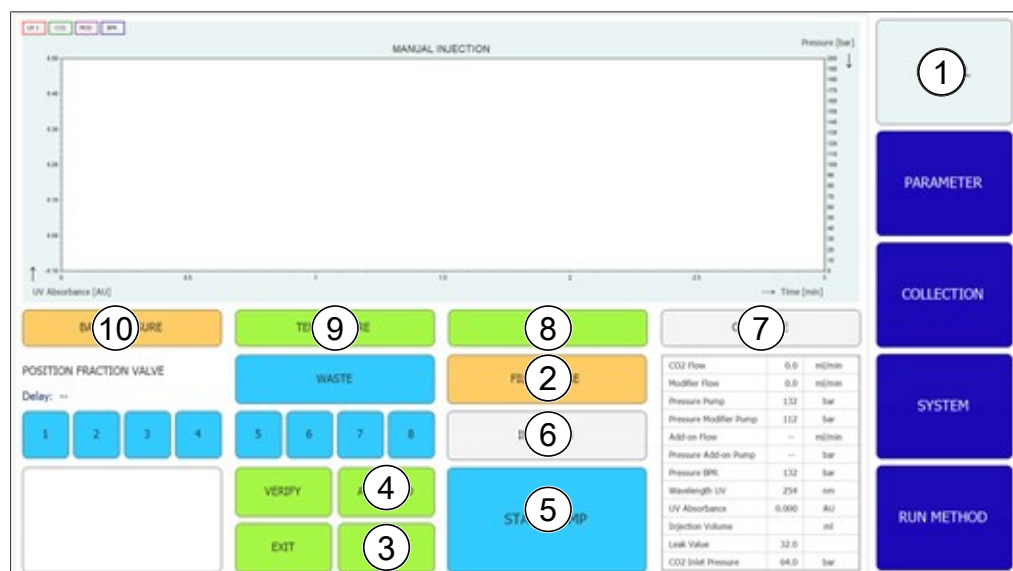 UV 1 CO2 MOD BPR
MANUAL INJECTION
Pressure [bar]
UV Absorbance [AU]
Time [min]
1
PARAMETER
COLLECTION
SYSTEM
RUN METHOD
10
9
8
7
POSITION FRACTION VALVE
Delay: --
WASTE
2
1 2 3 4 5 6 7 8
6
VERIFY
4
EXIT
3
5
CO2 Flow 0.0 ml/min
Modifier Flow 0.0 ml/min
Pressure Pump 132 bar
Pressure Modifier Pump 112 bar
Add-on Flow -- ml/min
Pressure Add-on Pump -- bar
Pressure BPR 132 bar
Wavelength UV 254 nm
UV Absorbance 0.000 AU
Injection Volume ml
Leak Value 32.0
CO2 Inlet Pressure 64.0 bar